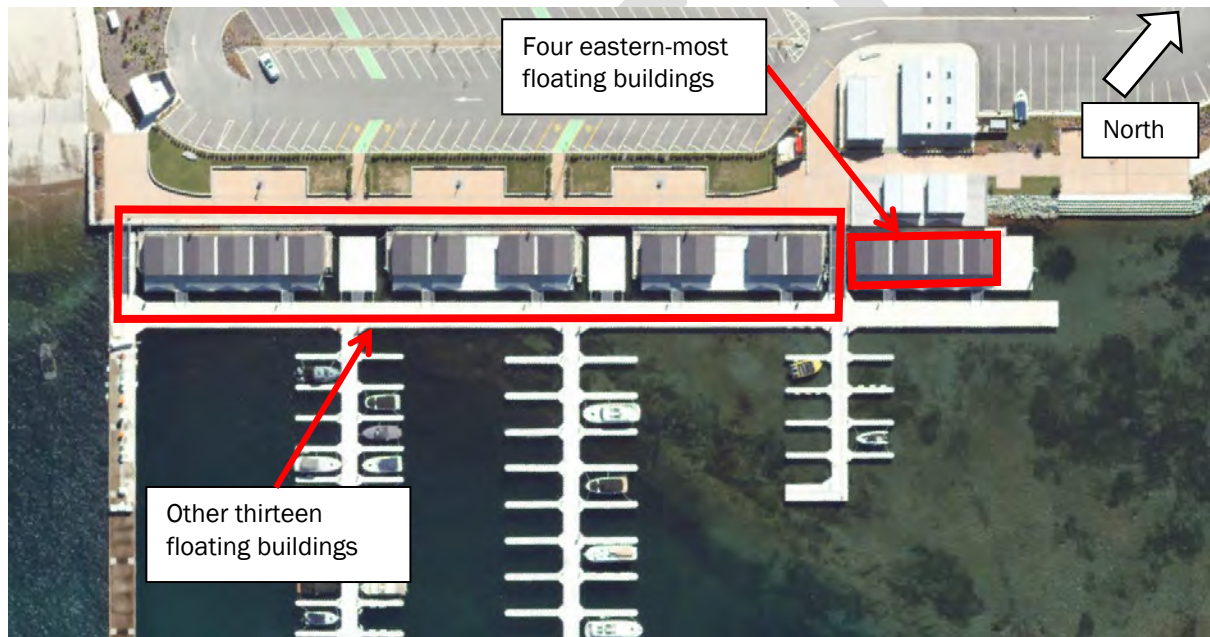 Four eastern-most
floating buildings
North
Other thirteen
floating buildings